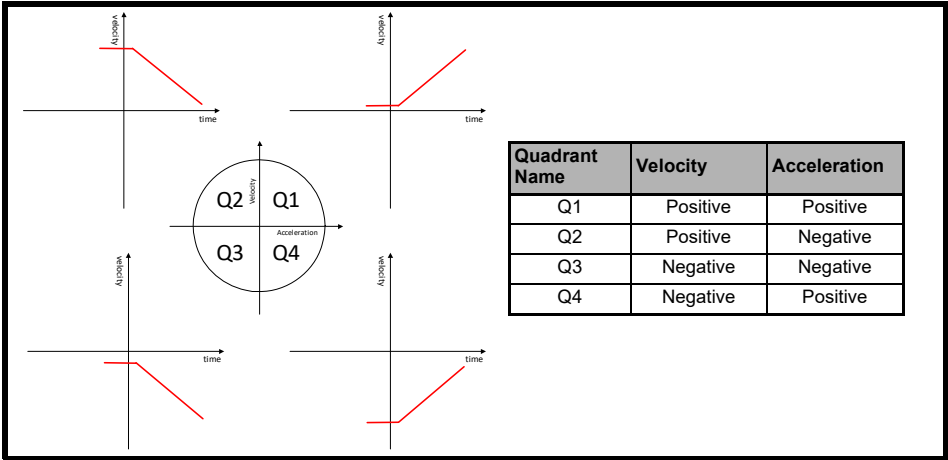 velocity
time
velocity
time
Q2
Velocity
Q1
Acceleration
Q3
Q4
velocity
time
velocity
time
Quadrant Name Velocity Acceleration
Q1 Positive Positive
Q2 Positive Negative
Q3 Negative Negative
Q4 Negative Positive